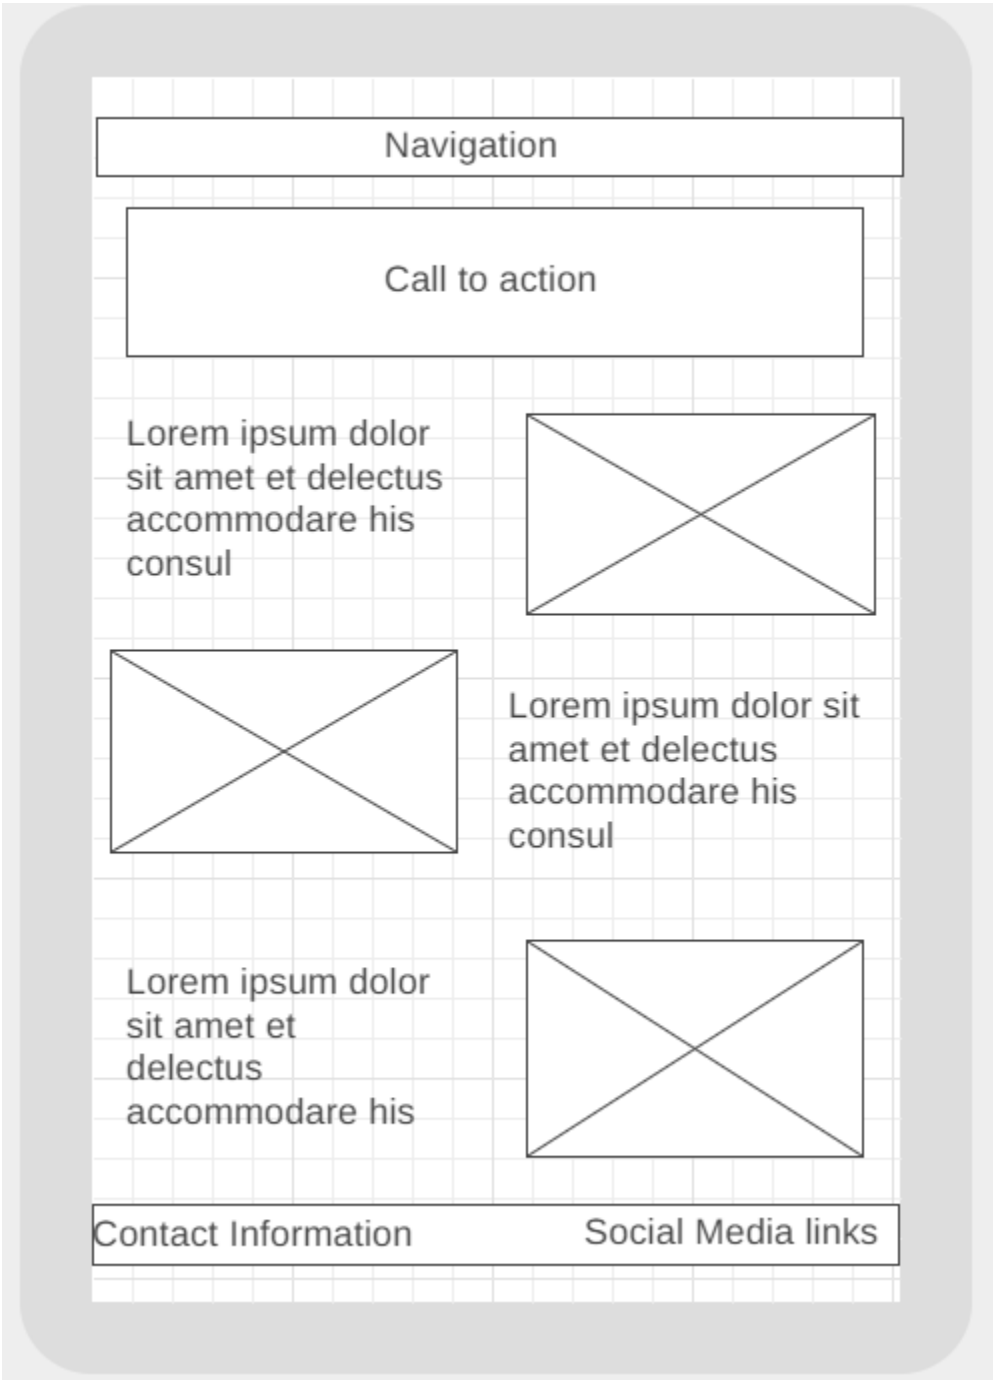 Navigation
Call to action
Lorem ipsum dolor
sit amet et delectus
accommodare his
consul
Lorem ipsum dolor sit
amet et delectus
accommodare his
consul
Lorem ipsum dolor
sit amet et
delectus
accommodare his
Contact Information
Social Media links